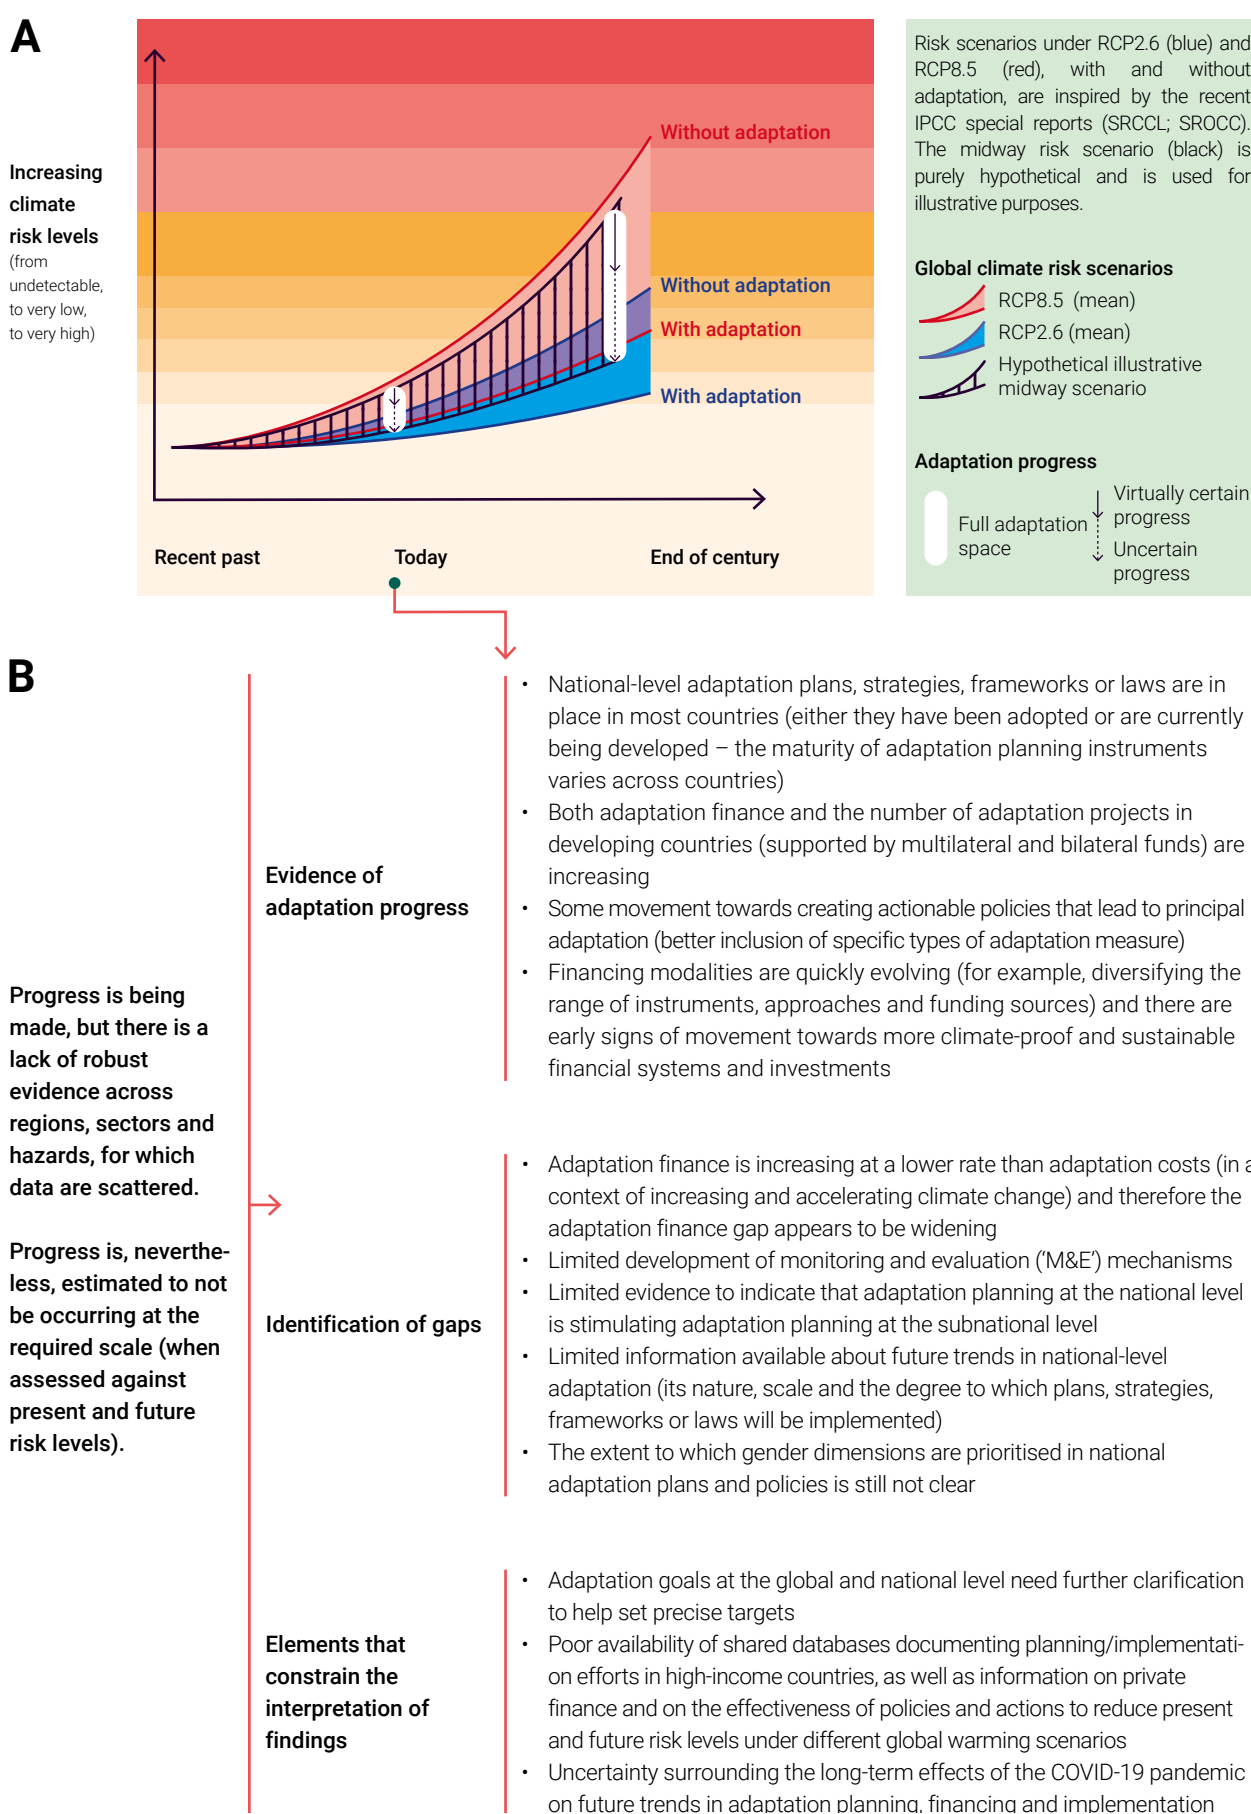 A
Increasing
climate
risk levels
(from
undetectable,
to very low,
to very high)
Without adaptation
Without adaptation
With adaptation
With adaptation
Recent past
Today
End of century
Risk scenarios under RCP2.6 (blue) and
RCP8.5 (red), with and without
adaptation, are inspired by the recent
IPCC special reports (SRCCL; SROCC).
The midway risk scenario (black) is
purely hypothetical and is used for
illustrative purposes.
Global climate risk scenarios
RCP8.5 (mean)
RCP2.6 (mean)
Hypothetical illustrative
midway scenario
Adaptation progress
Full adaptation
space
Virtually certain
progress
Uncertain
progress
B
Progress is being
made, but there is a
lack of robust
evidence across
regions, sectors and
hazards, for which
data are scattered.
Progress is, neverthe-
less, estimated to not
be occurring at the
required scale (when
assessed against
present and future
risk levels).
Evidence of
adaptation progress
• National-level adaptation plans, strategies, frameworks or laws are in
place in most countries (either they have been adopted or are currently
being developed – the maturity of adaptation planning instruments
varies across countries)
• Both adaptation finance and the number of adaptation projects in
developing countries (supported by multilateral and bilateral funds) are
increasing
• Some movement towards creating actionable policies that lead to principal
adaptation (better inclusion of specific types of adaptation measure)
• Financing modalities are quickly evolving (for example, diversifying the
range of instruments, approaches and funding sources) and there are
early signs of movement towards more climate-proof and sustainable
financial systems and investments
Identification of gaps
• Adaptation finance is increasing at a lower rate than adaptation costs (in a
context of increasing and accelerating climate change) and therefore the
adaptation finance gap appears to be widening
• Limited development of monitoring and evaluation (‘M&E’) mechanisms
• Limited evidence to indicate that adaptation planning at the national level
is stimulating adaptation planning at the subnational level
• Limited information available about future trends in national-level
adaptation (its nature, scale and the degree to which plans, strategies,
frameworks or laws will be implemented)
• The extent to which gender dimensions are prioritised in national
adaptation plans and policies is still not clear
Elements that
constrain the
interpretation of
findings
• Adaptation goals at the global and national level need further clarification
to help set precise targets
• Poor availability of shared databases documenting planning/implementati-
on efforts in high-income countries, as well as information on private
finance and on the effectiveness of policies and actions to reduce present
and future risk levels under different global warming scenarios
• Uncertainty surrounding the long-term effects of the COVID-19 pandemic
on future trends in adaptation planning, financing and implementation